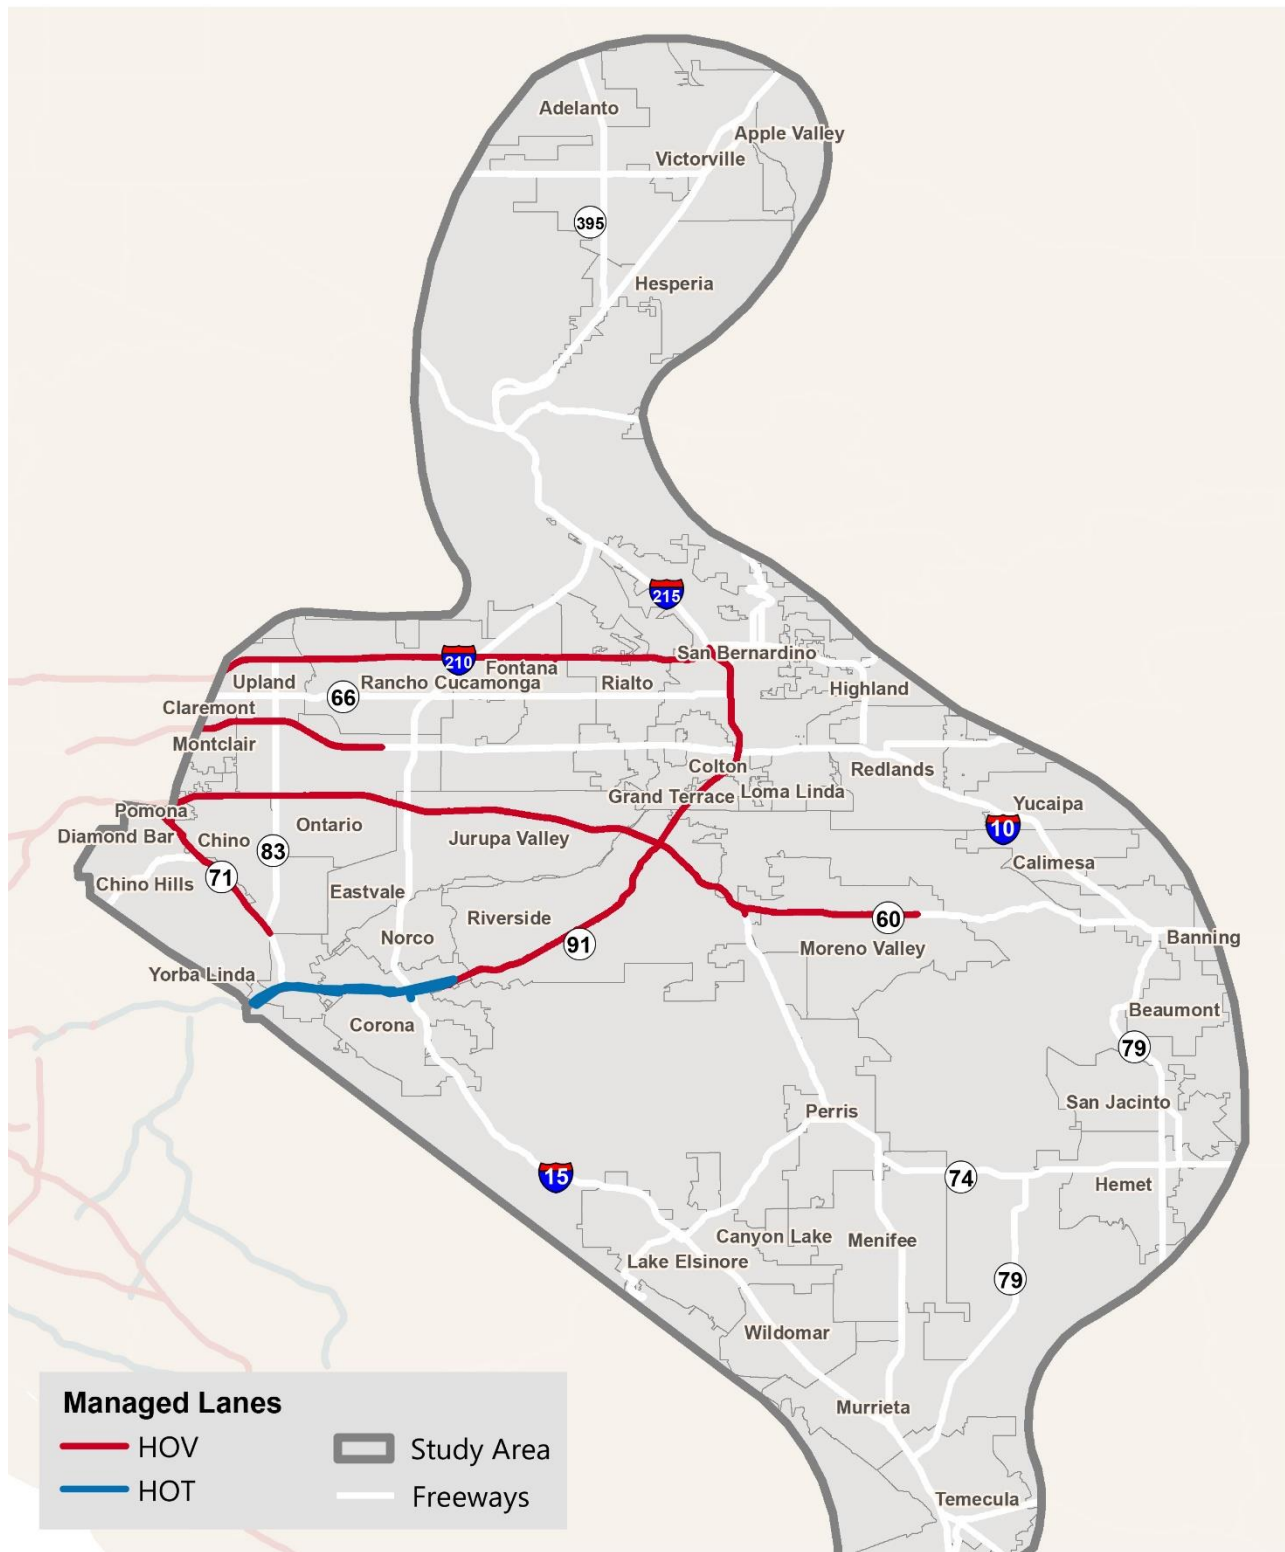 Adelanto
Apple Valley
Victorville
395
Hesperia
215
San Bernardino
210
Fontana
Upland
Rancho Cucamonga
Rialto
66
Highland
Claremont
Montclair
Colton
Redlands
Grand Terrace
Loma Linda
Yucaipa
Pomona
Ontario
10
Diamond Bar
Chino
83
Jurupa Valley
Calimesa
71
Chino Hills
Eastvale
Riverside
60
Norco
91
Moreno Valley
Banning
Yorba Linda
Beaumont
Corona
79
San Jacinto
Perris
15
74
Hemet
Canyon Lake
Menifee
Lake Elsinore
79
Wildomar
Murrieta
Temecula
Managed Lanes
HOV
Study Area
HOT
Freeways